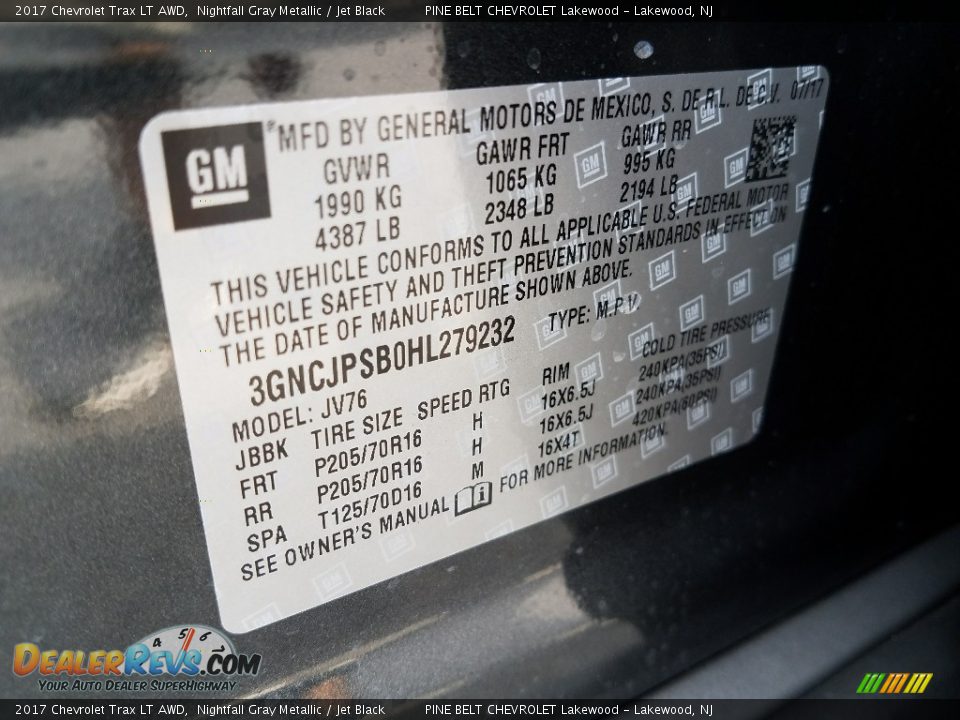 2017 Chevrolet Trax LT AWD, Nightfall Gray Metallic / Jet Black PINE BELT CHEVROLET Lakewood - Lakewood, NJ
GM
MFD BY GENERAL MOTORS DE MEXICO, S. DE R.L. DE C.V. 07/17
GVWR GAWR FRT GAWR RR
1990 KG 1065 KG 995 KG
4387 LB 2348 LB 2194 LB
THIS VEHICLE CONFORMS TO ALL APPLICABLE U.S. FEDERAL MOTOR
VEHICLE SAFETY AND THEFT PREVENTION STANDARDS IN EFFECT ON
THE DATE OF MANUFACTURE SHOWN ABOVE.
3GNCJPSB0HL279232 TYPE: M.P.V.
MODEL: JV76
JBBK TIRE SIZE SPEED RTG RIM COLD TIRE PRESSURE
FRT P205/70R16 H 16X6.5J 240KPA(35PSI)
RR P205/70R16 H 16X6.5J 240KPA(35PSI)
SPA T125/70D16 M 16X4T 420KPA(60PSI)
SEE OWNER'S MANUAL FOR MORE INFORMATION.
4 5 6
DEALERREVS.COM
YOUR AUTO DEALER SUPERHIGHWAY
2017 Chevrolet Trax LT AWD, Nightfall Gray Metallic / Jet Black PINE BELT CHEVROLET Lakewood - Lakewood, NJ